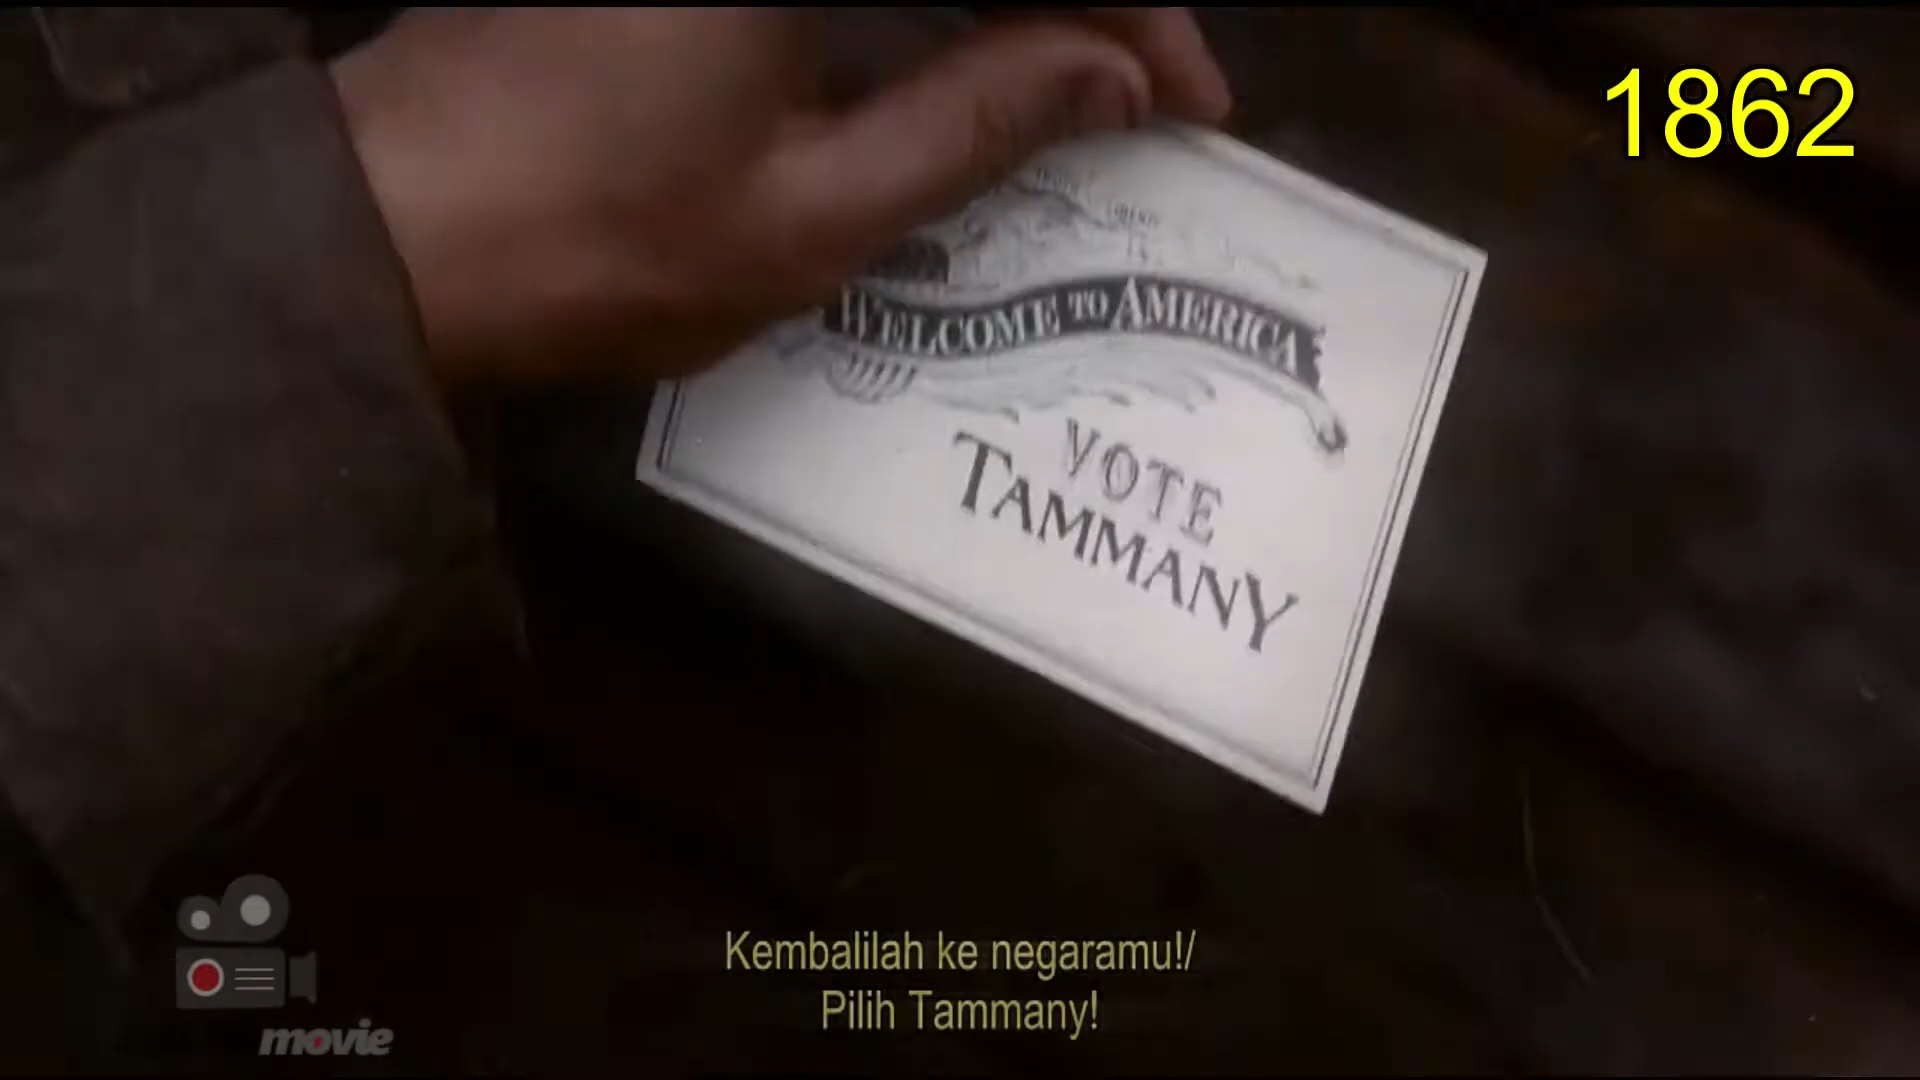 1862
WELCOME TO AMERICA
VOTE
TAMMANY
Kembalilah ke negaramu!/
Pilih Tammany!
movie